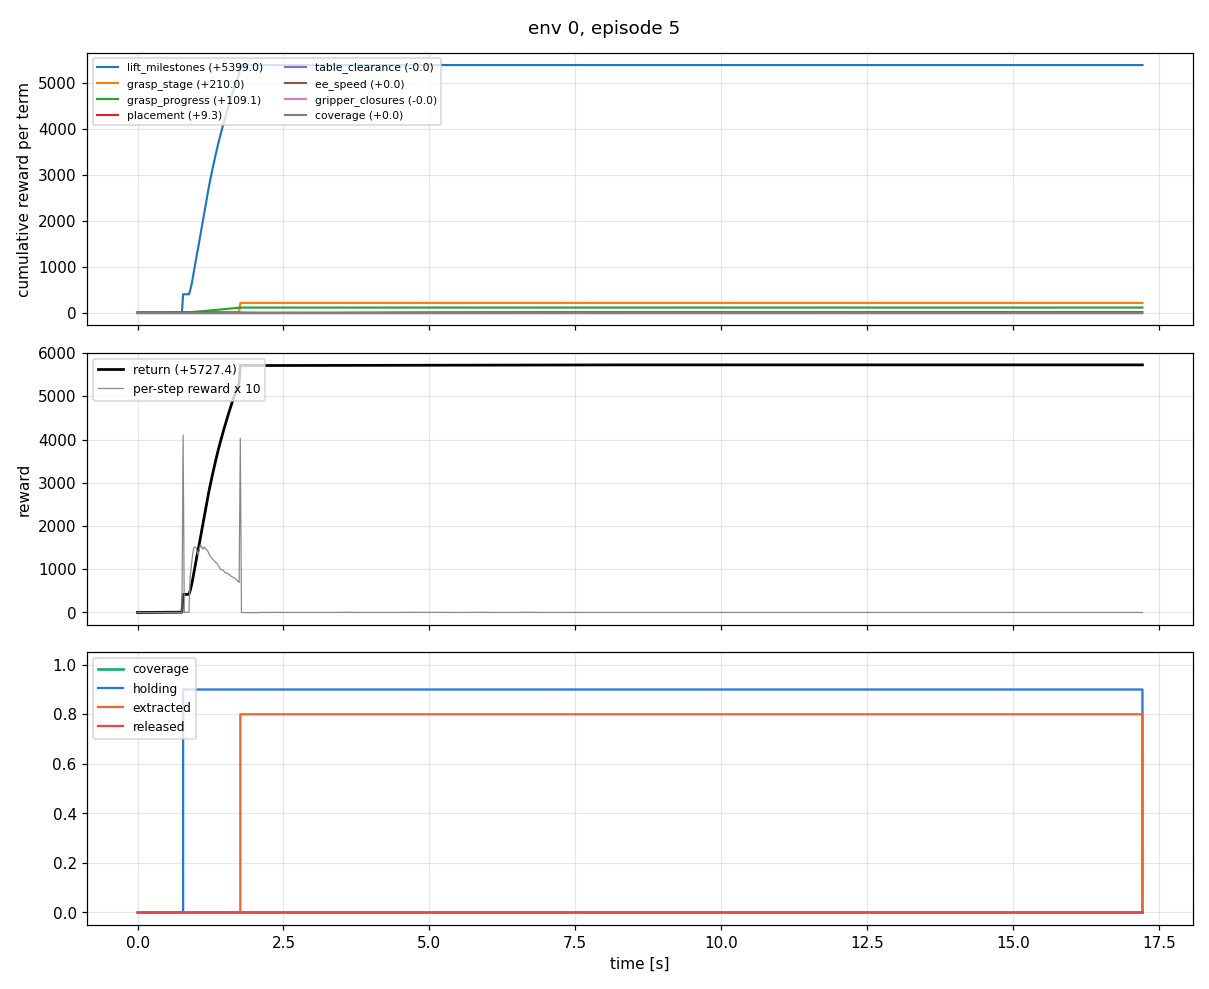 env 0, episode 5
lift_milestones (+5399.0)
grasp_stage (+210.0)
grasp_progress (+109.1)
placement (+9.3)
table_clearance (-0.0)
ee_speed (+0.0)
gripper_closures (-0.0)
coverage (+0.0)
cumulative reward per term
5000
4000
3000
2000
1000
0
return (+5727.4)
per-step reward x 10
reward
6000
5000
4000
3000
2000
1000
0
coverage
holding
extracted
released
1.0
0.8
0.6
0.4
0.2
0.0
0.0 2.5 5.0 7.5 10.0 12.5 15.0 17.5
time [s]